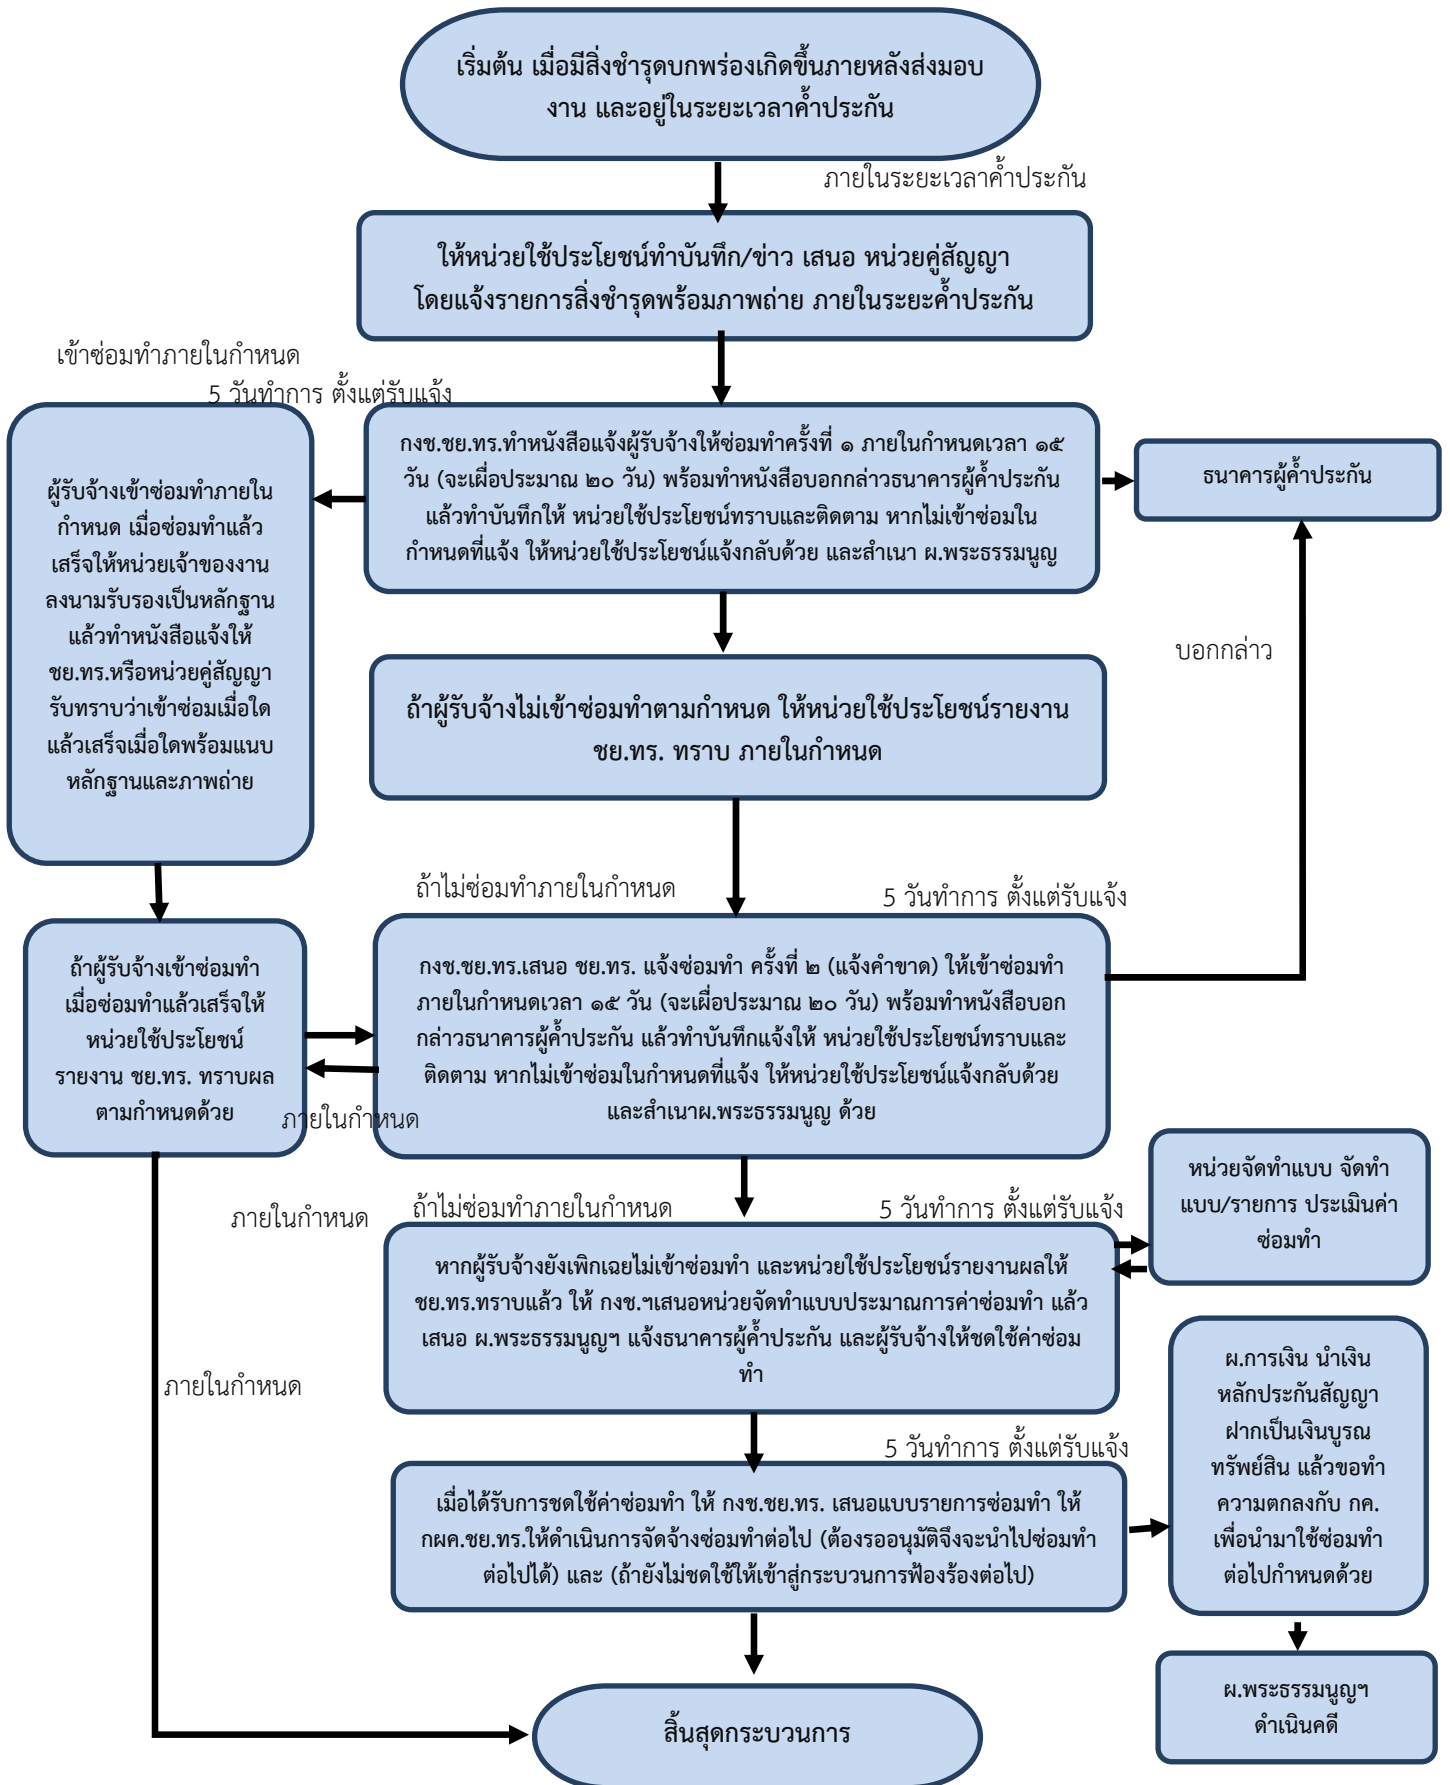 เริ่มต้น เมื่อมีสิ่งชำรุดบกพร่องเกิดขึ้นภายหลังส่งมอบ
งาน และอยู่ในระยะเวลาค้ำประกัน
ภายในระยะเวลาค้ำประกัน
ให้หน่วยใช้ประโยชน์ทำบันทึก/ข่าว เสนอ หน่วยคู่สัญญา
โดยแจ้งรายการสิ่งชำรุดพร้อมภาพถ่าย ภายในระยะค้ำประกัน
เข้าซ่อมทำภายในกำหนด
5 วันทำการ ตั้งแต่รับแจ้ง
กงช.ชย.ทร.ทำหนังสือแจ้งผู้รับจ้างให้ซ่อมทำครั้งที่ ๑ ภายในกำหนดเวลา ๑๕
วัน (จะเผื่อประมาณ ๒๐ วัน) พร้อมทำหนังสือบอกกล่าวธนาคารผู้ค้ำประกัน
แล้วทำบันทึกให้ หน่วยใช้ประโยชน์ทราบและติดตาม หากไม่เข้าซ่อมใน
กำหนดที่แจ้ง ให้หน่วยใช้ประโยชน์แจ้งกลับด้วย และสำเนา ผ.พระธรรมนูญ
ธนาคารผู้ค้ำประกัน
ผู้รับจ้างเข้าซ่อมทำภายใน
กำหนด เมื่อซ่อมทำแล้ว
เสร็จให้หน่วยเจ้าของงาน
ลงนามรับรองเป็นหลักฐาน
แล้วทำหนังสือแจ้งให้
ชย.ทร.หรือหน่วยคู่สัญญา
รับทราบว่าเข้าซ่อมเมื่อใด
แล้วเสร็จเมื่อใดพร้อมแนบ
หลักฐานและภาพถ่าย
บอกกล่าว
ถ้าผู้รับจ้างไม่เข้าซ่อมทำตามกำหนด ให้หน่วยใช้ประโยชน์รายงาน
ชย.ทร. ทราบ ภายในกำหนด
ถ้าไม่ซ่อมทำภายในกำหนด
5 วันทำการ ตั้งแต่รับแจ้ง
ถ้าผู้รับจ้างเข้าซ่อมทำ
เมื่อซ่อมทำแล้วเสร็จให้
หน่วยใช้ประโยชน์
รายงาน ชย.ทร. ทราบผล
ตามกำหนดด้วย
กงช.ชย.ทร.เสนอ ชย.ทร. แจ้งซ่อมทำ ครั้งที่ ๒ (แจ้งคำขาด) ให้เข้าซ่อมทำ
ภายในกำหนดเวลา ๑๕ วัน (จะเผื่อประมาณ ๒๐ วัน) พร้อมทำหนังสือบอก
กล่าวธนาคารผู้ค้ำประกัน แล้วทำบันทึกแจ้งให้ หน่วยใช้ประโยชน์ทราบและ
ติดตาม หากไม่เข้าซ่อมในกำหนดที่แจ้ง ให้หน่วยใช้ประโยชน์แจ้งกลับด้วย
และสำเนาผ.พระธรรมนูญ ด้วย
ภายในกำหนด
หน่วยจัดทำแบบ จัดทำ
แบบ/รายการ ประเมินค่า
ซ่อมทำ
ภายในกำหนด
ถ้าไม่ซ่อมทำภายในกำหนด
5 วันทำการ ตั้งแต่รับแจ้ง
หากผู้รับจ้างยังเพิกเฉยไม่เข้าซ่อมทำ และหน่วยใช้ประโยชน์รายงานผลให้
ชย.ทร.ทราบแล้ว ให้ กงช.ฯเสนอหน่วยจัดทำแบบประมาณการค่าซ่อมทำ แล้ว
เสนอ ผ.พระธรรมนูญฯ แจ้งธนาคารผู้ค้ำประกัน และผู้รับจ้างให้ชดใช้ค่าซ่อม
ทำ
ภายในกำหนด
ผ.การเงิน นำเงิน
หลักประกันสัญญา
ฝากเป็นเงินบูรณ
ทรัพย์สิน แล้วขอทำ
ความตกลงกับ กค.
เพื่อนำมาใช้ซ่อมทำ
ต่อไปกำหนดด้วย
5 วันทำการ ตั้งแต่รับแจ้ง
เมื่อได้รับการชดใช้ค่าซ่อมทำ ให้ กงช.ชย.ทร. เสนอแบบรายการซ่อมทำ ให้
กผค.ชย.ทร.ให้ดำเนินการจัดจ้างซ่อมทำต่อไป (ต้องรออนุมัติจึงจะนำไปซ่อมทำ
ต่อไปได้) และ (ถ้ายังไม่ชดใช้ให้เข้าสู่กระบวนการฟ้องร้องต่อไป)
ผ.พระธรรมนูญฯ
ดำเนินคดี
สิ้นสุดกระบวนการ